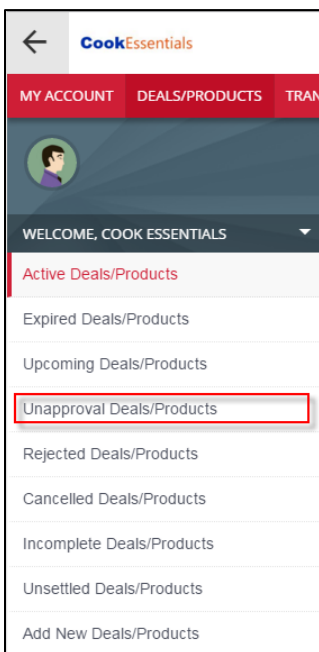 CookEssentials
MY ACCOUNT DEALS/PRODUCTS TRAN
WELCOME, COOK ESSENTIALS
Active Deals/Products
Expired Deals/Products
Upcoming Deals/Products
Unapproval Deals/Products
Rejected Deals/Products
Cancelled Deals/Products
Incomplete Deals/Products
Unsettled Deals/Products
Add New Deals/Products